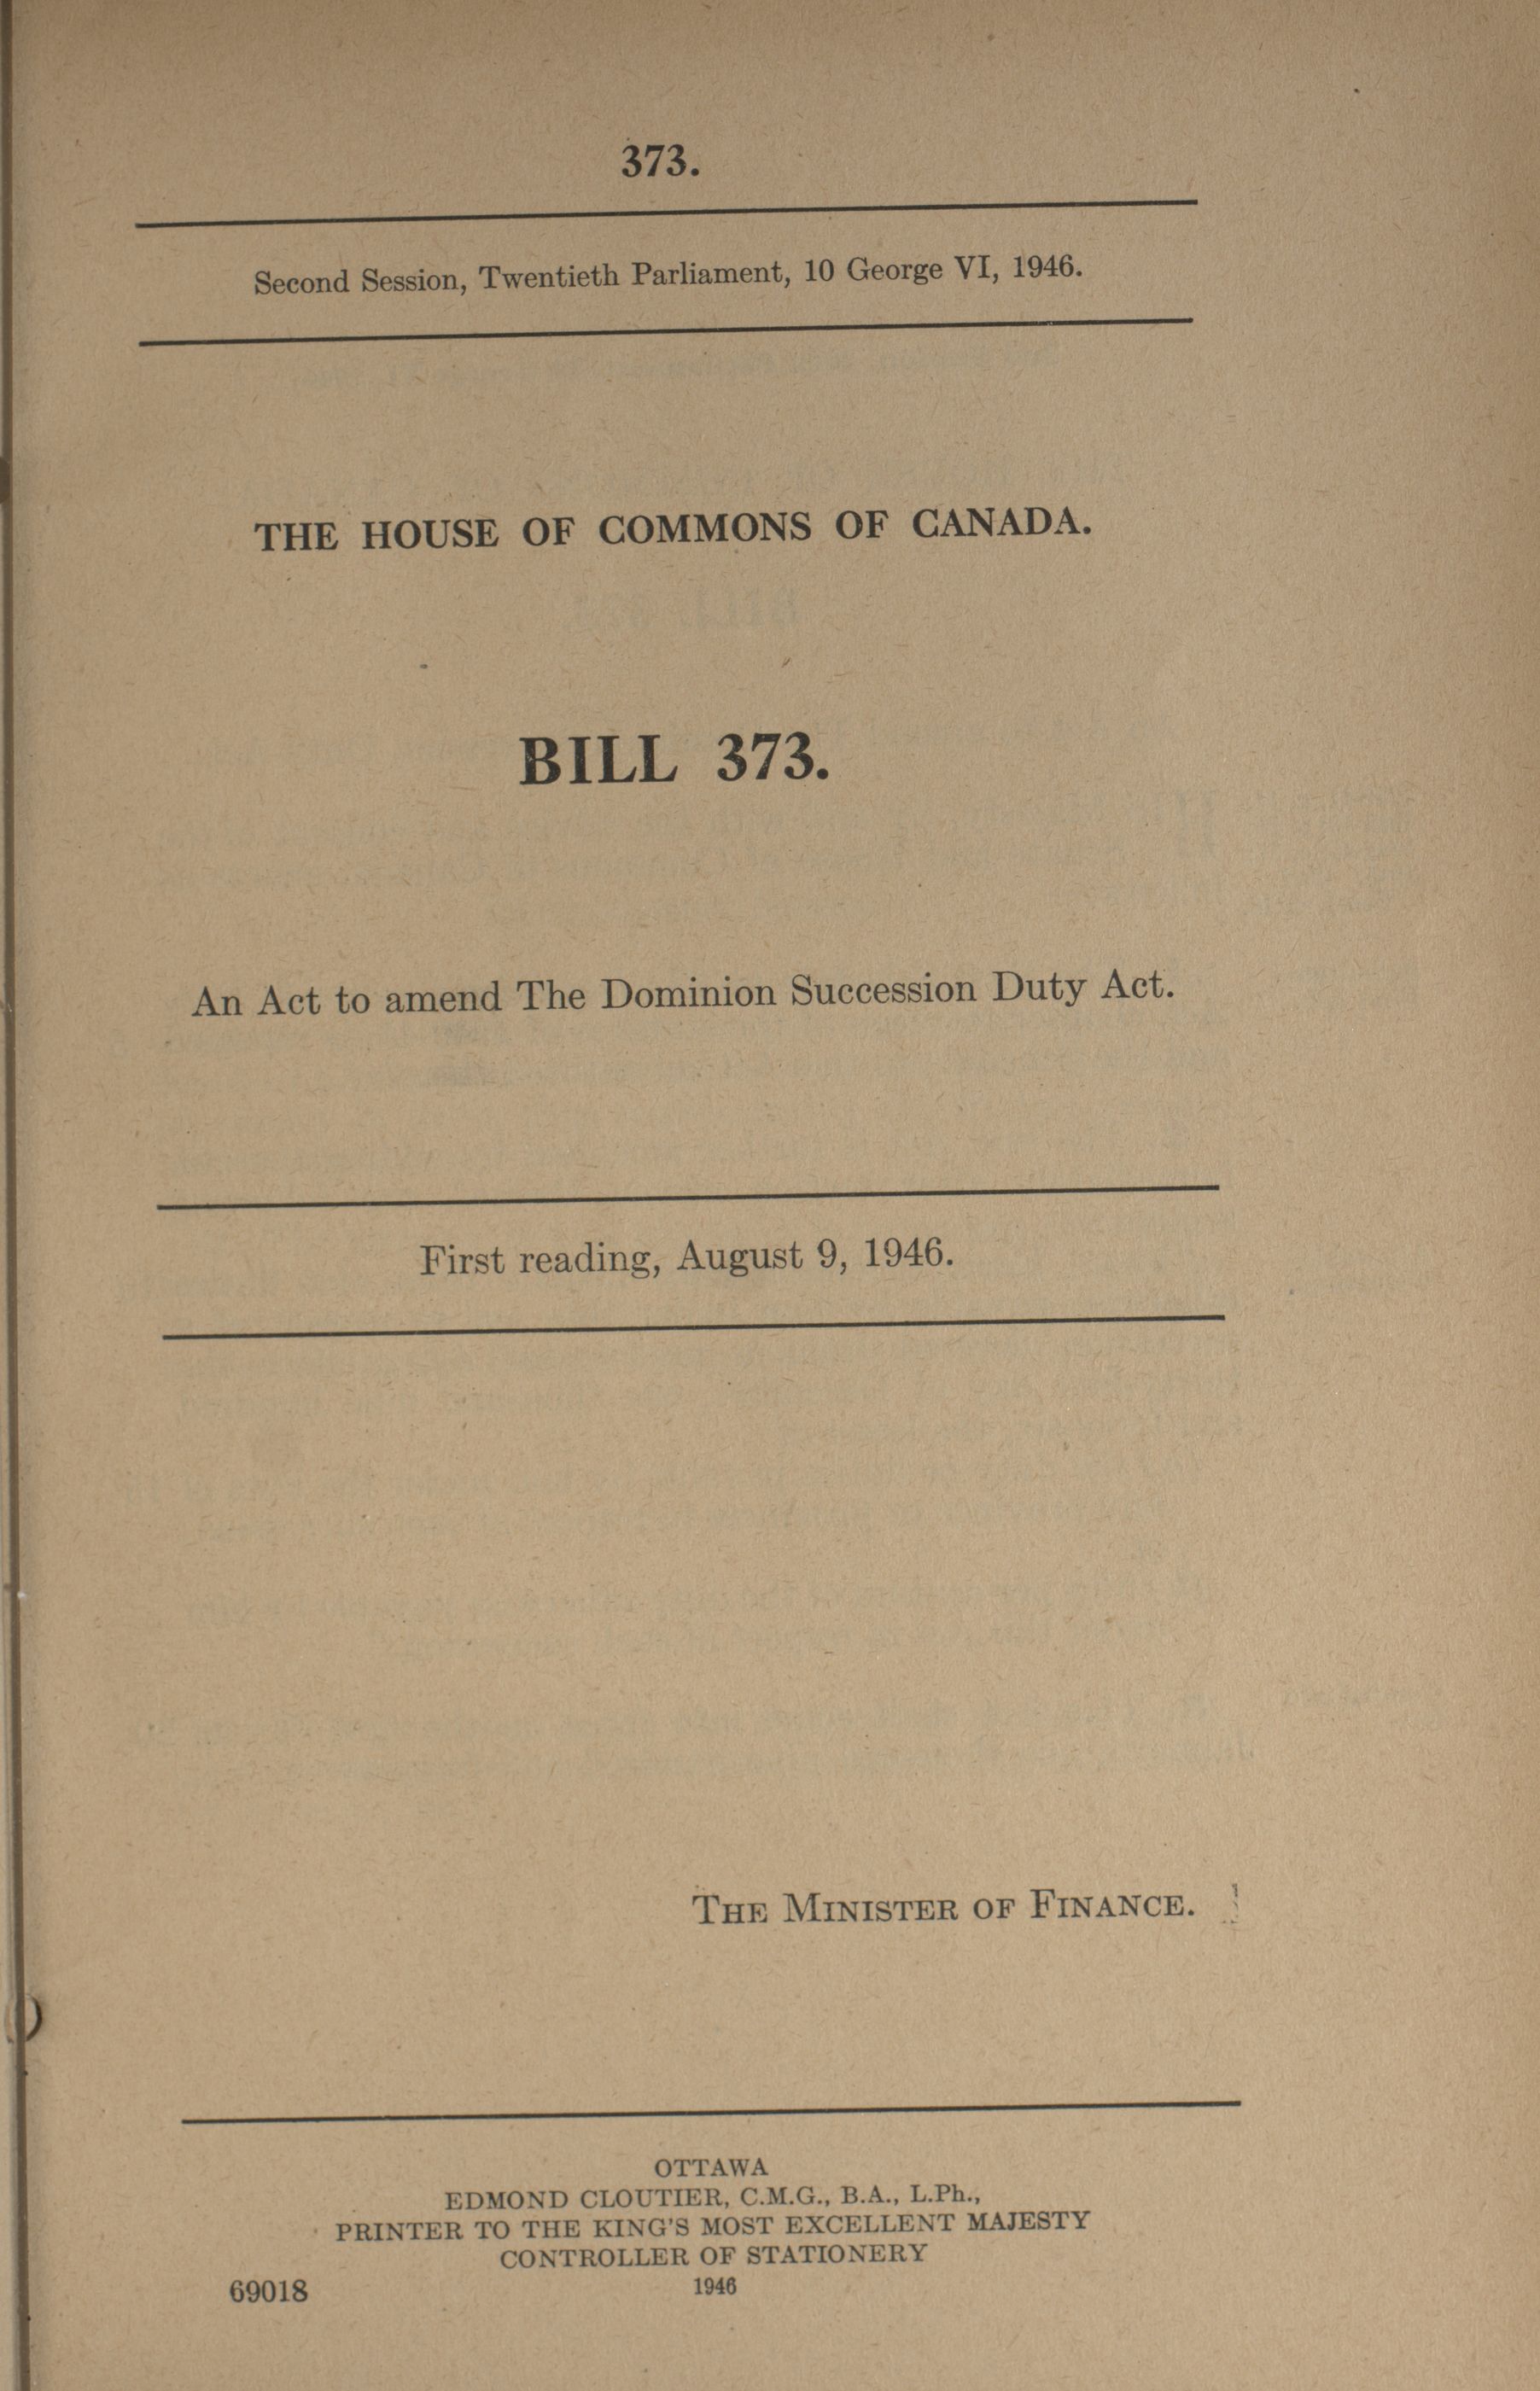 373.
Second Session, Twentieth Parliament, 10 George VI, 1946.
THE HOUSE OF COMMONS OF CANADA.
BILL 373.
An Act to amend The Dominion Succession Duty Act.
First reading, August 9, 1946.
THE MINISTER OF FINANCE.
OTTAWA
EDMOND CLOUTIER, C.M.G., B.A., L.Ph.,
PRINTER TO THE KING'S MOST EXCELLENT MAJESTY
CONTROLLER OF STATIONERY
69018 1946